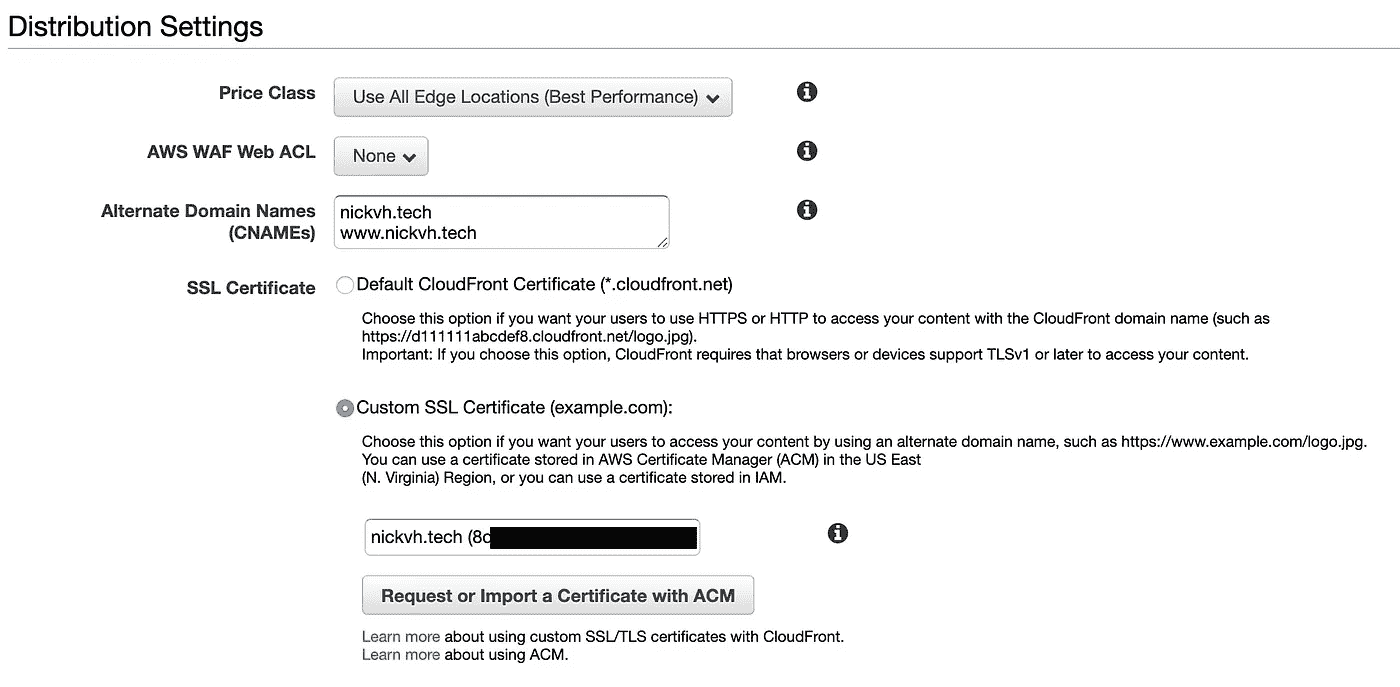 Distribution Settings
Price Class
Use All Edge Locations (Best Performance)
AWS WAF Web ACL
None
Alternate Domain Names
(CNAMEs)
nickvh.tech
www.nickvh.tech
SSL Certificate
Default CloudFront Certificate (*.cloudfront.net)
Choose this option if you want your users to use HTTPS or HTTP to access your content with the CloudFront domain name (such as
https://d111111abcdef8.cloudfront.net/logo.jpg).
Important: If you choose this option, CloudFront requires that browsers or devices support TLSv1 or later to access your content.
Custom SSL Certificate (example.com):
Choose this option if you want your users to access your content by using an alternate domain name, such as https://www.example.com/logo.jpg.
You can use a certificate stored in AWS Certificate Manager (ACM) in the US East
(N. Virginia) Region, or you can use a certificate stored in IAM.
nickvh.tech (8c
Request or Import a Certificate with ACM
Learn more about using custom SSL/TLS certificates with CloudFront.
Learn more about using ACM.